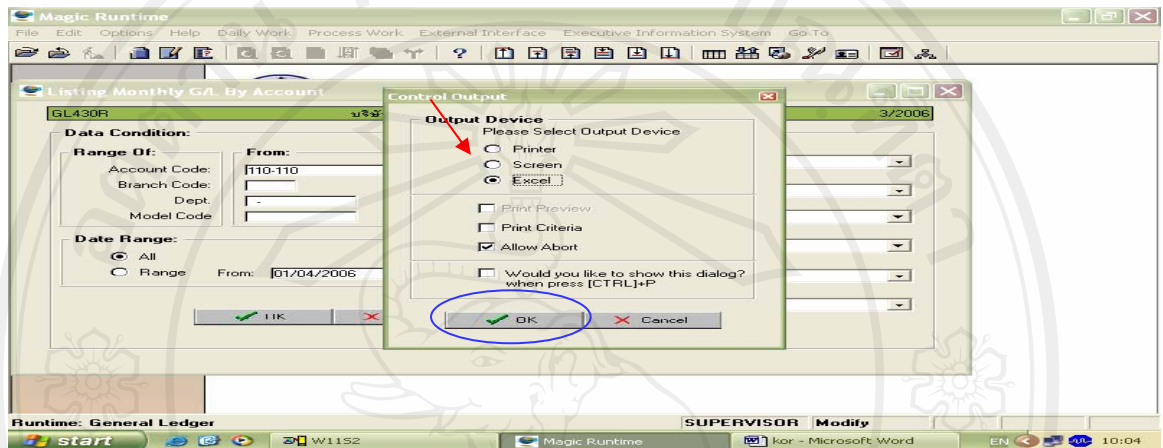 Magic Runtime
File Edit Options Help Daily Work Process Work External Interface Executive Information System Go To
Listing Monthly G/L By Account
Control Output
GL430R
3/2006
Output Device
Please Select Output Device
Data Condition:
Range Of: From:
Printer
Screen
Account Code: 110-110
Excel
Branch Code:
Dept. -
Model Code
Print Preview
Print Criteria
Date Range:
Allow Abort
All
Range From: 01/04/2006
Would you like to show this dialog?
when press [CTRL]+P
OK
OK Cancel
Runtime: General Ledger SUPERVISOR Modify
start W11S2 Magic Runtime kor - Microsoft Word EN 10:04